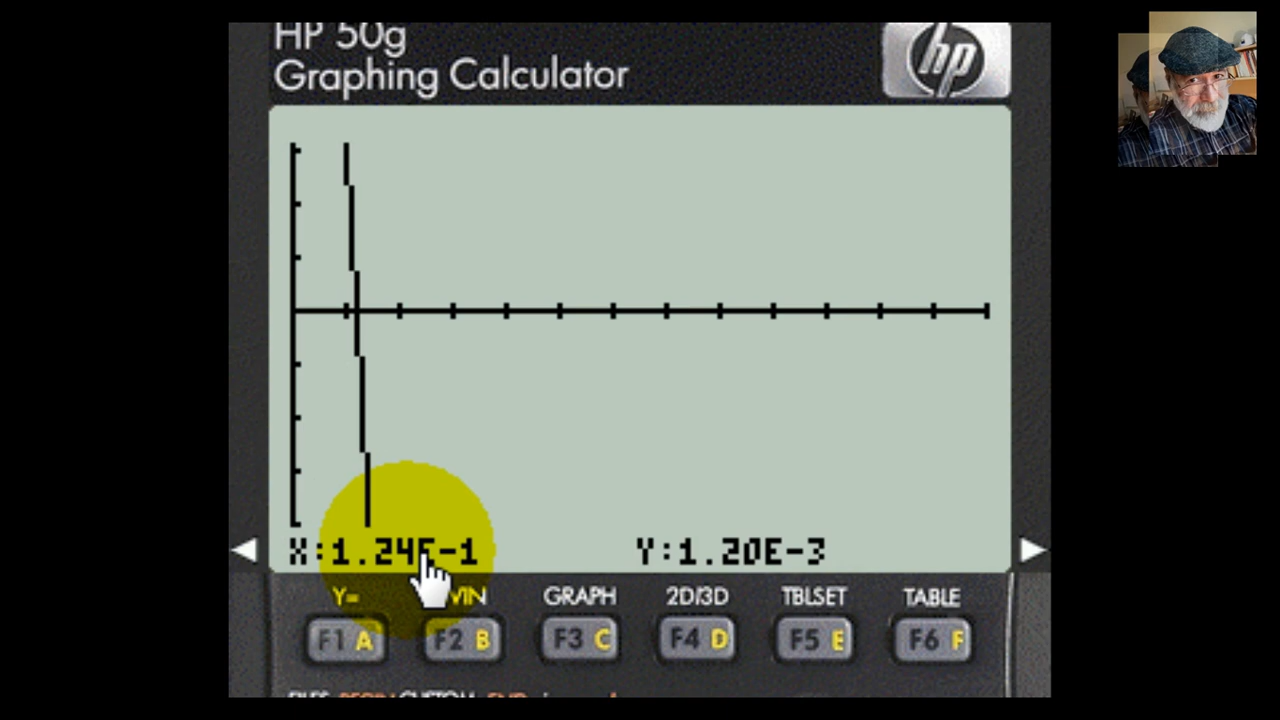 HP 50g
hp
Graphing Calculator
X:1.24E-1 Y:1.20E-3
Y= WIN GRAPH 2D/3D TBLSET TABLE
F1 A F2 B F3 C F4 D F5 E F6 F